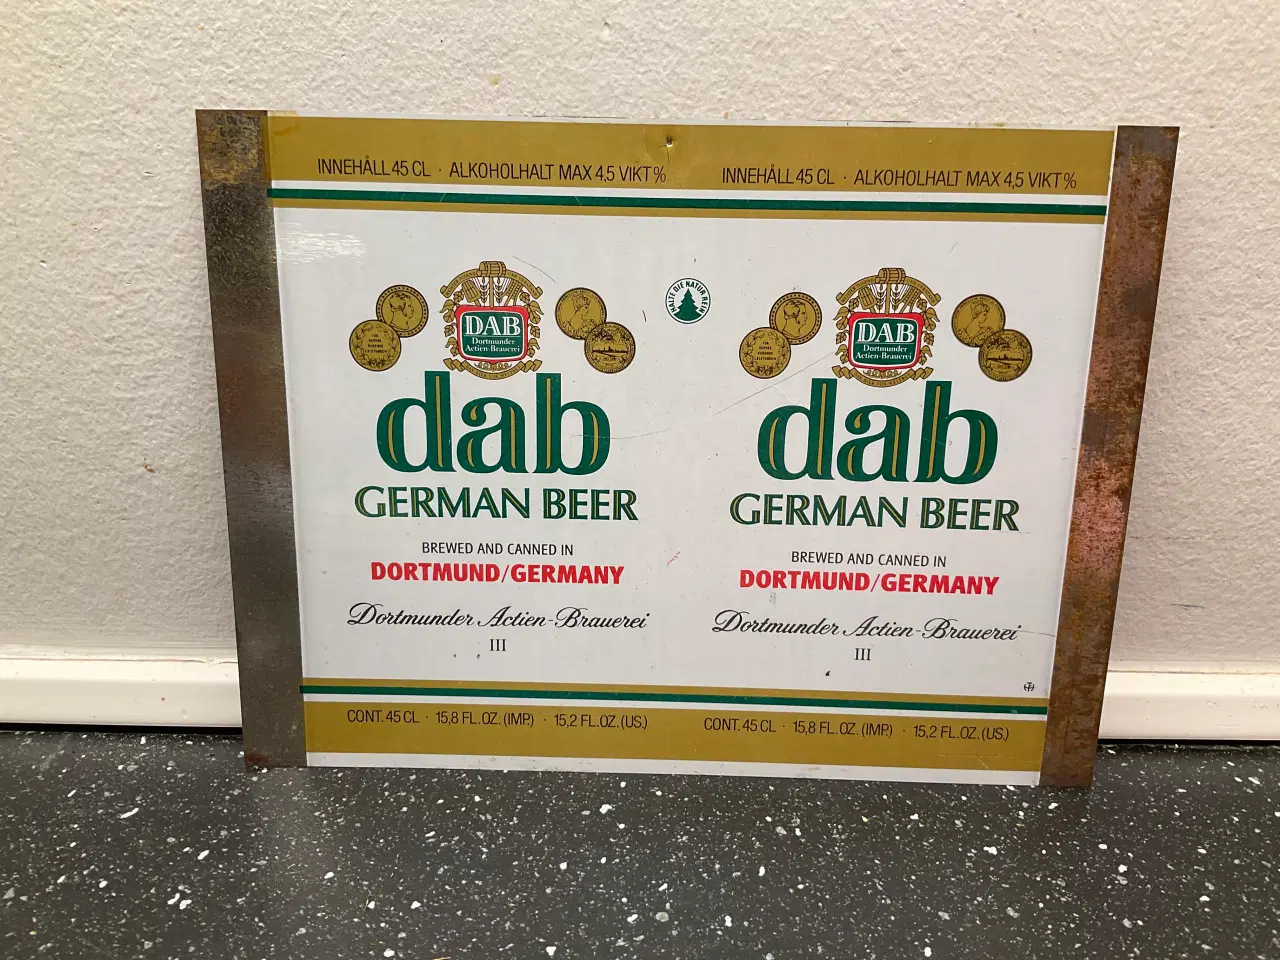 INNEHÅLL 45 CL · ALKOHOLHALT MAX 4,5 VIKT% INNEHÅLL 45 CL · ALKOHOLHALT MAX 4,5 VIKT%
HALTE DIE NATUR REIN
DAB
Dortmunder
Actien-Brauerei
dab
GERMAN BEER
BREWED AND CANNED IN
DORTMUND/GERMANY
Dortmunder Actien-Brauerei
III
CONT. 45 CL · 15,8 FL.OZ. (IMP.) · 15,2 FL.OZ.(US.)
DAB
Dortmunder
Actien-Brauerei
dab
GERMAN BEER
BREWED AND CANNED IN
DORTMUND/GERMANY
Dortmunder Actien-Brauerei
III
CONT. 45 CL · 15,8 FL.OZ. (IMP.) · 15,2 FL.OZ.(US.)